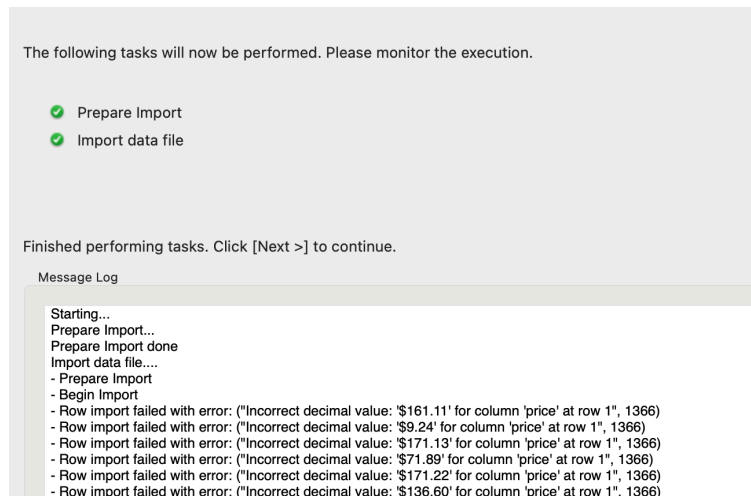 The following tasks will now be performed. Please monitor the execution.
Prepare Import
Import data file
Finished performing tasks. Click [Next >] to continue.
Message Log
Starting...
Prepare Import...
Prepare Import done
Import data file....
- Prepare Import
- Begin Import
- Row import failed with error: ("Incorrect decimal value: '$161.11' for column 'price' at row 1", 1366)
- Row import failed with error: ("Incorrect decimal value: '$9.24' for column 'price' at row 1", 1366)
- Row import failed with error: ("Incorrect decimal value: '$171.13' for column 'price' at row 1", 1366)
- Row import failed with error: ("Incorrect decimal value: '$71.89' for column 'price' at row 1", 1366)
- Row import failed with error: ("Incorrect decimal value: '$171.22' for column 'price' at row 1", 1366)
- Row import failed with error: ("Incorrect decimal value: '$136.60' for column 'price' at row 1", 1366)